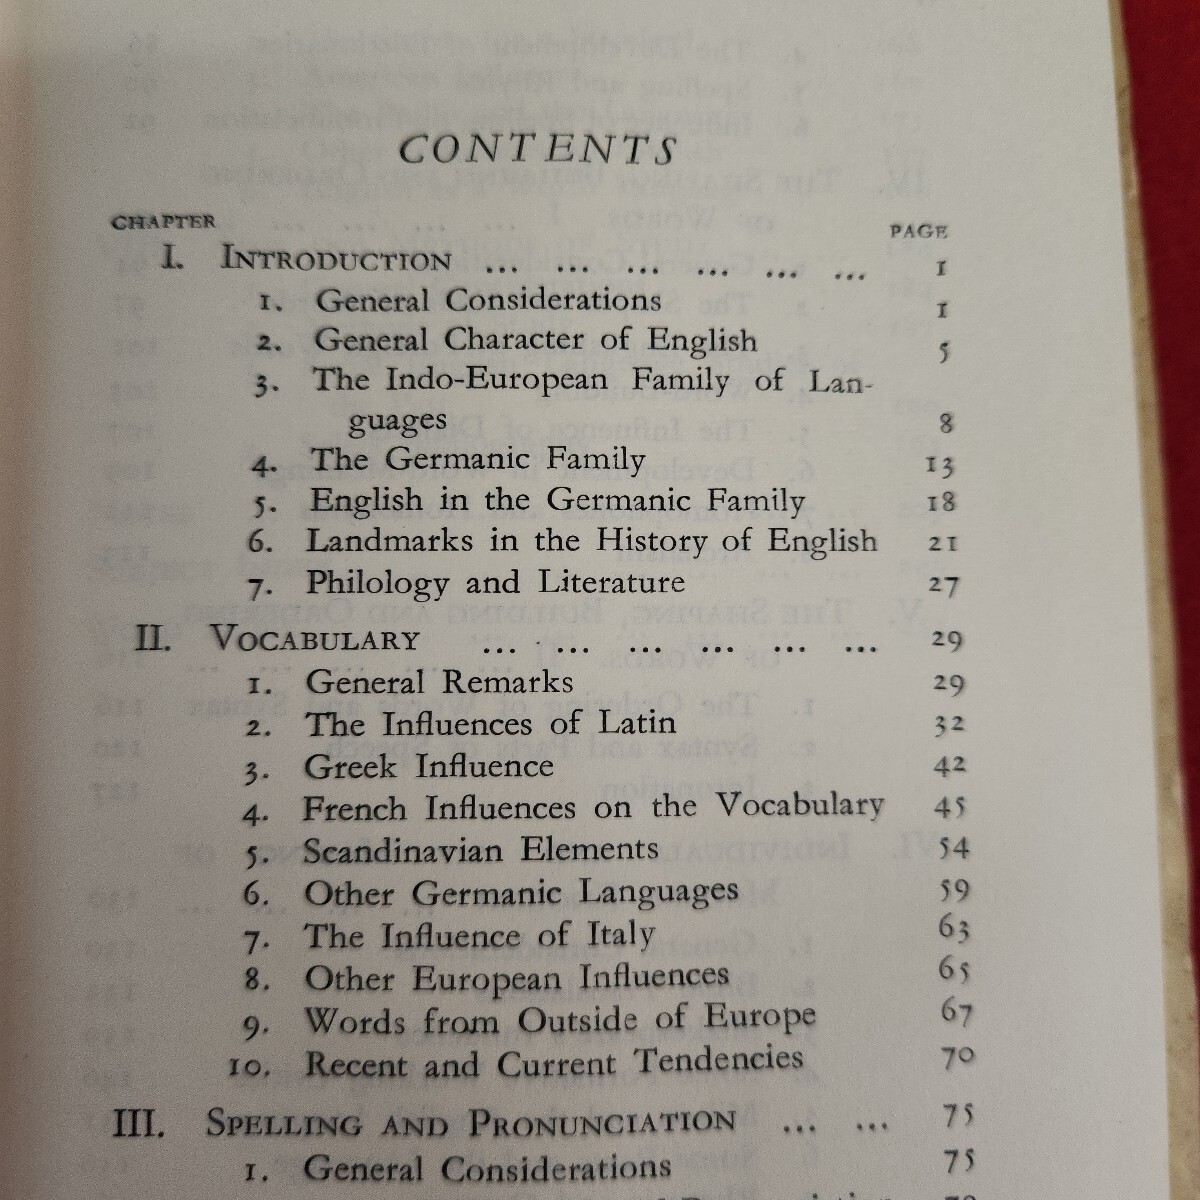 CONTENTS
CHAPTER PAGE
I. INTRODUCTION ... ... ... ... ... ... 1
1. General Considerations 1
2. General Character of English 5
3. The Indo-European Family of Lan-
guages 8
4. The Germanic Family 13
5. English in the Germanic Family 18
6. Landmarks in the History of English 21
7. Philology and Literature 27
II. VOCABULARY ... ... ... ... ... ... 29
1. General Remarks 29
2. The Influences of Latin 32
3. Greek Influence 42
4. French Influences on the Vocabulary 45
5. Scandinavian Elements 54
6. Other Germanic Languages 59
7. The Influence of Italy 63
8. Other European Influences 65
9. Words from Outside of Europe 67
10. Recent and Current Tendencies 70
III. SPELLING AND PRONUNCIATION ... ... 75
1. General Considerations 75